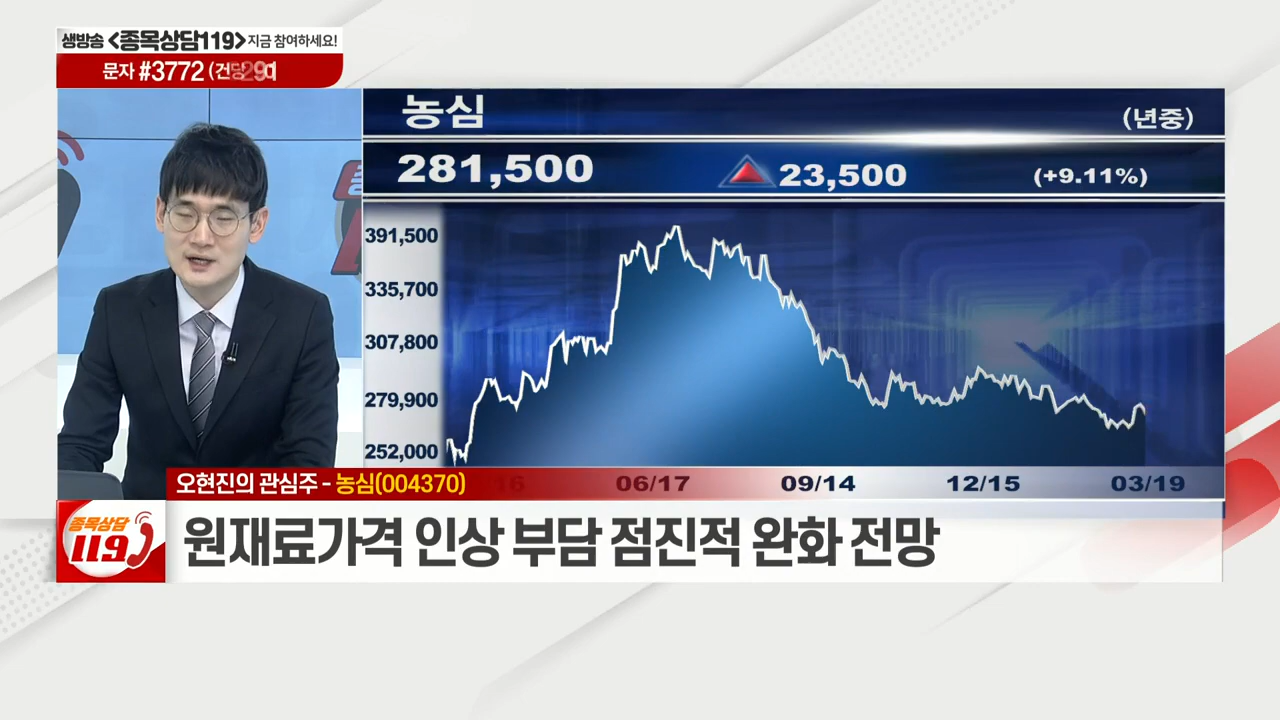 생방송 <종목상담119> 지금 참여하세요!
문자 #3772 (건당
농심
(년중)
281,500 23,500 (+9.11%)
391,500
335,700
307,800
279,900
252,000
16 06/17 09/14 12/15 03/19
오현진의 관심주 - 농심(004370)
종목상담
119
원재료가격 인상 부담 점진적 완화 전망